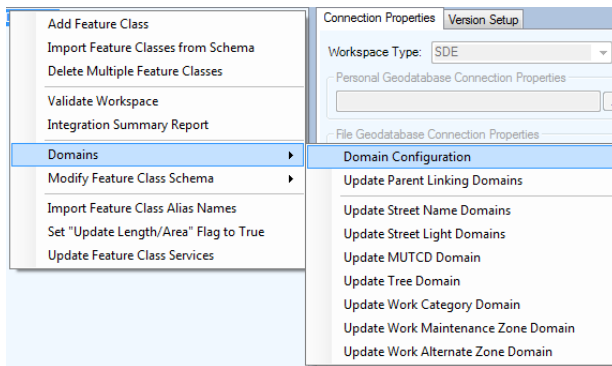 Add Feature Class
Import Feature Classes from Schema
Delete Multiple Feature Classes
Validate Workspace
Integration Summary Report
Domains
Modify Feature Class Schema
Import Feature Class Alias Names
Set "Update Length/Area" Flag to True
Update Feature Class Services
Connection Properties
Version Setup
Workspace Type: SDE
Personal Geodatabase Connection Properties
File Geodatabase Connection Properties
Domain Configuration
Update Parent Linking Domains
Update Street Name Domains
Update Street Light Domains
Update MUTCD Domain
Update Tree Domain
Update Work Category Domain
Update Work Maintenance Zone Domain
Update Work Alternate Zone Domain